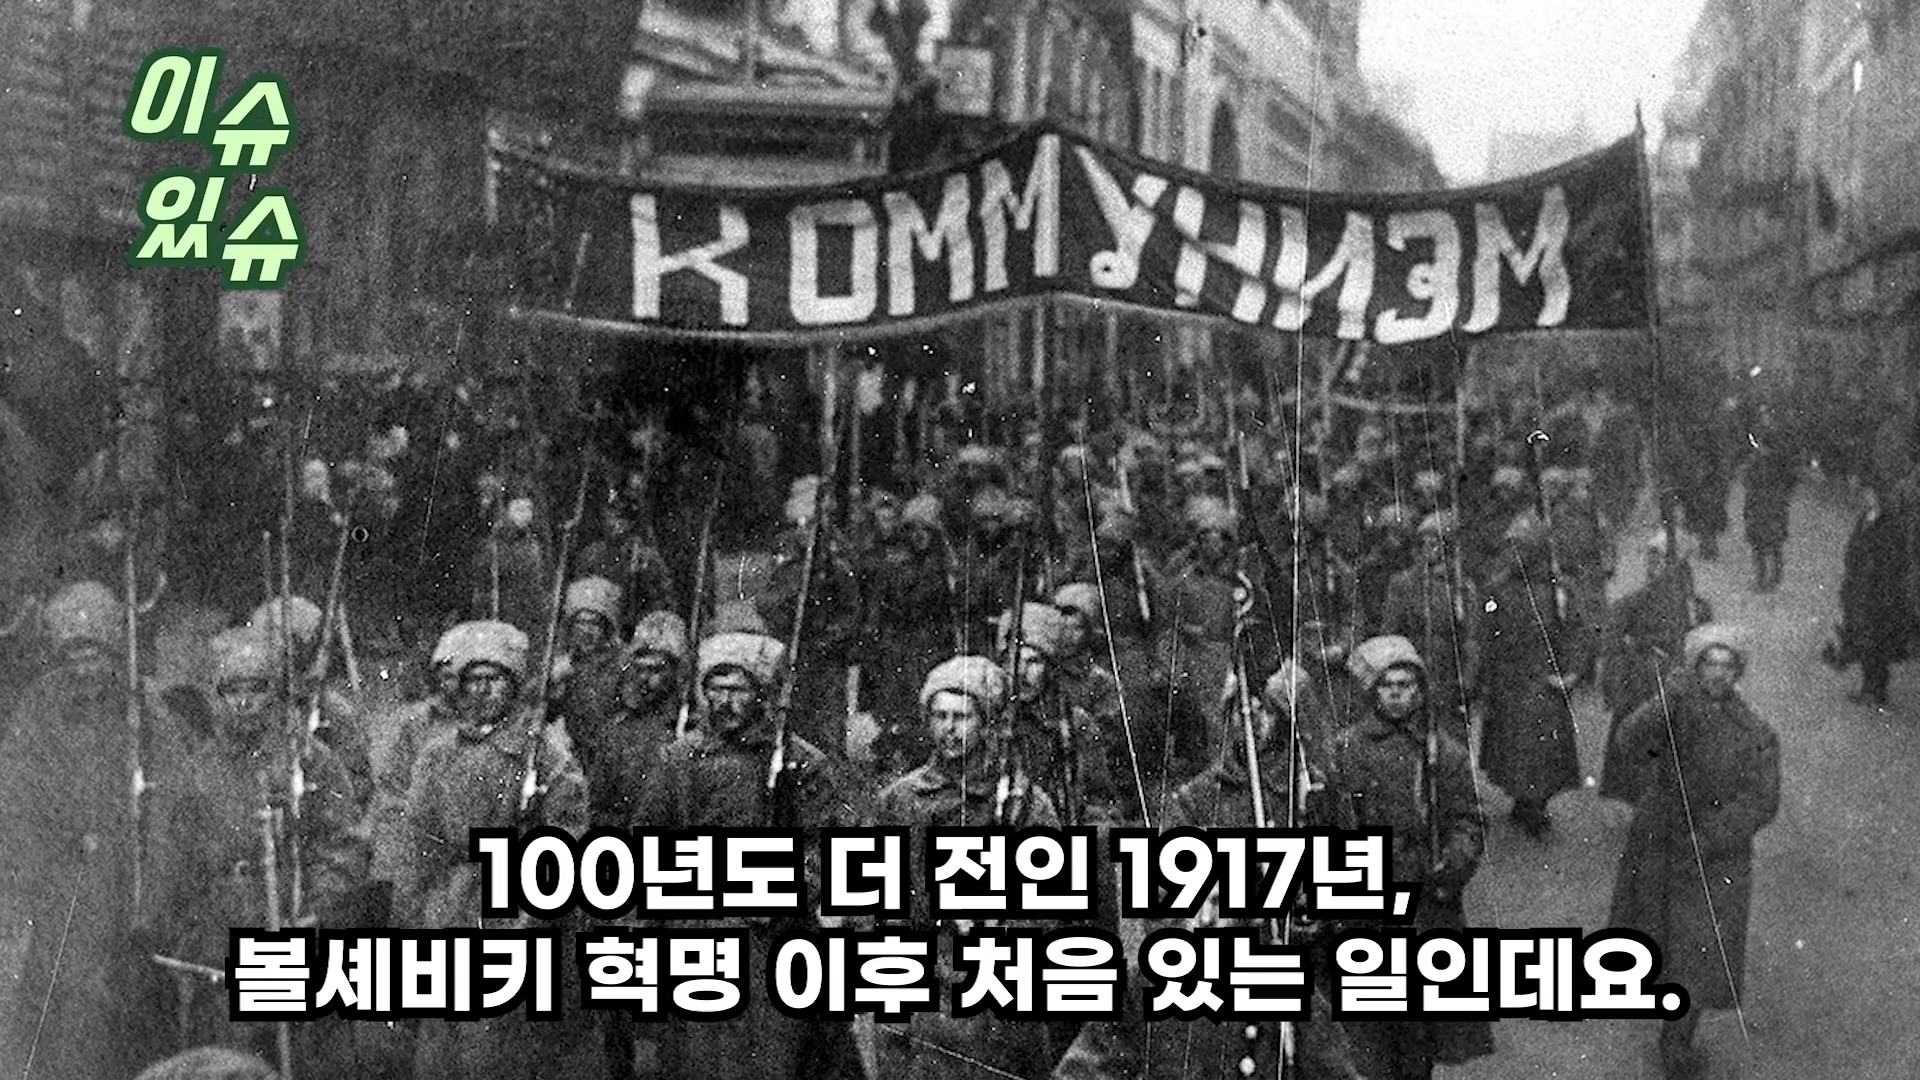 이슈
있슈
КОММУНИЗМ
100년도 더 전인 1917년,
볼셰비키 혁명 이후 처음 있는 일인데요.